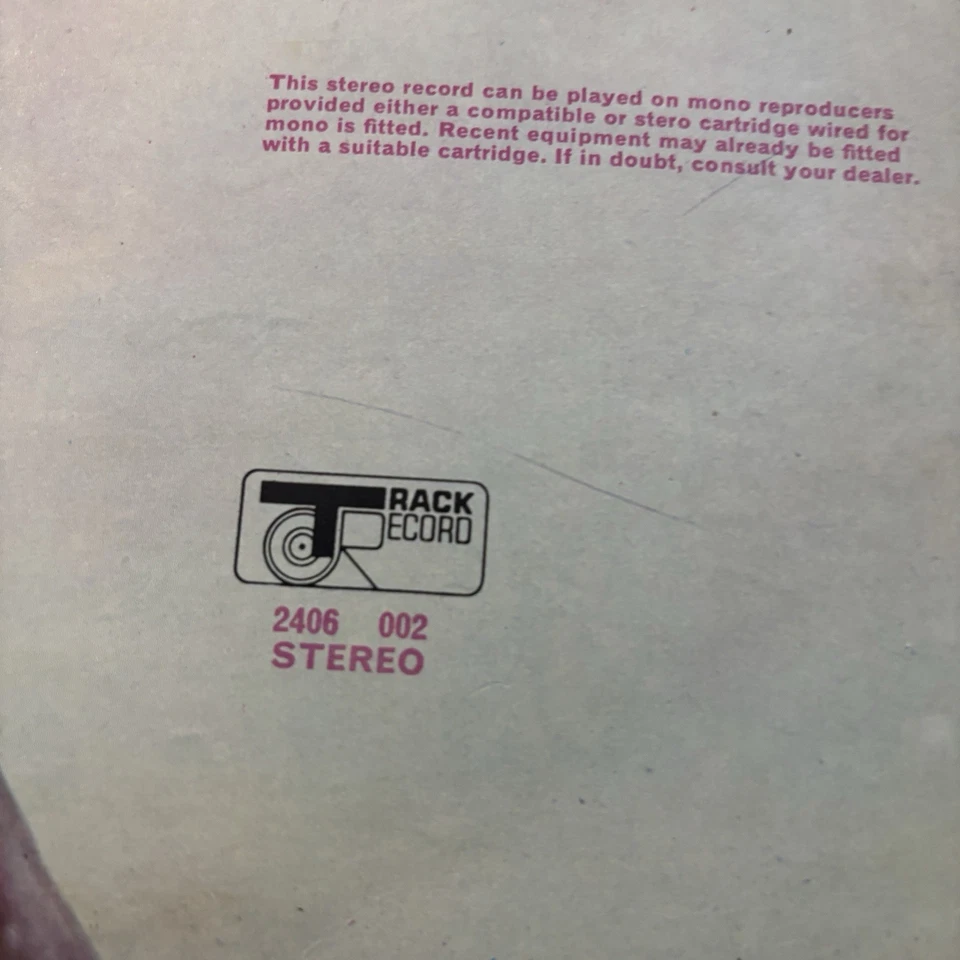 This stereo record can be played on mono reproducers
provided either a compatible or stero cartridge wired for
mono is fitted. Recent equipment may already be fitted
with a suitable cartridge. If in doubt, consult your dealer.
TRACK
RECORD
2406 002
STEREO